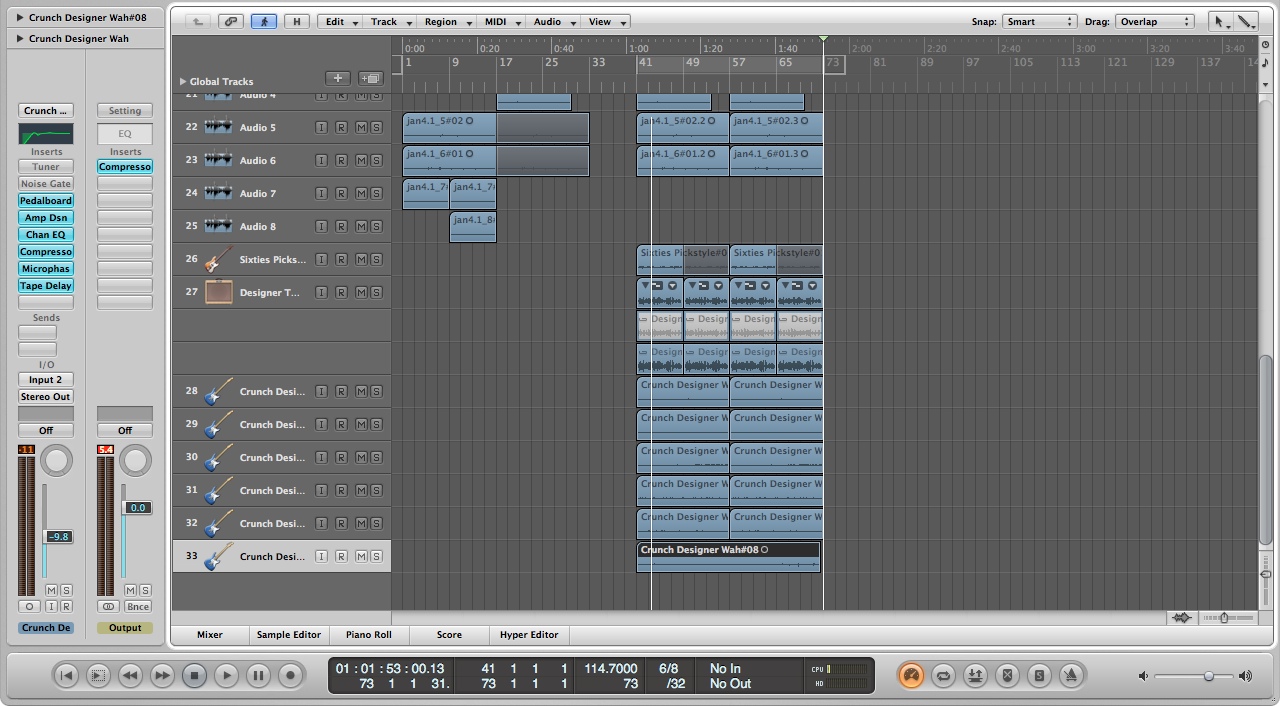 Crunch Designer Wah#08
Crunch Designer Wah
H
Edit Track Region MIDI Audio View
Snap: Smart Drag: Overlap
0:00 0:20 0:40 1:00 1:20 1:40 2:00 2:20 2:40 3:00 3:20 3:40
1 9 17 25 33 41 49 57 65 73 81 89 97 105 113 121 129 137
Global Tracks
Crunch ... Setting
EQ
Inserts Inserts
Tuner Compresso
Noise Gate
Pedalboard
Amp Dsn
Chan EQ
Compresso
Microphas
Tape Delay
Sends
I/O
Input 2
Stereo Out
Off Off
-11 5.4
-9.8 0.0
M S M S
I R Bnce
Crunch De Output
21 Audio 4 I R M S
22 Audio 5 I R M S jan4.1_5#02 jan4.1_5#02.2 jan4.1_5#02.3
23 Audio 6 I R M S jan4.1_6#01 jan4.1_6#01.2 jan4.1_6#01.3
24 Audio 7 I R M S jan4.1_7 jan4.1_7
25 Audio 8 I R M S jan4.1_8
26 Sixties Picks... I R M S Sixties Pickstyle#0 Sixties Pickstyle#0
27 Designer T... I R M S
Design Design Design Design
Design Design Design Design
28 Crunch Desi... I R M S Crunch Designer W Crunch Designer W
29 Crunch Desi... I R M S Crunch Designer W Crunch Designer W
30 Crunch Desi... I R M S Crunch Designer W Crunch Designer W
31 Crunch Desi... I R M S Crunch Designer W Crunch Designer W
32 Crunch Desi... I R M S Crunch Designer W Crunch Designer W
33 Crunch Desi... I R M S Crunch Designer Wah#08
Mixer Sample Editor Piano Roll Score Hyper Editor
01 : 01 : 53 : 00.13 41 1 1 1 114.7000 6/8 No In CPU
73 1 1 31. 73 1 1 1 73 /32 No Out HD